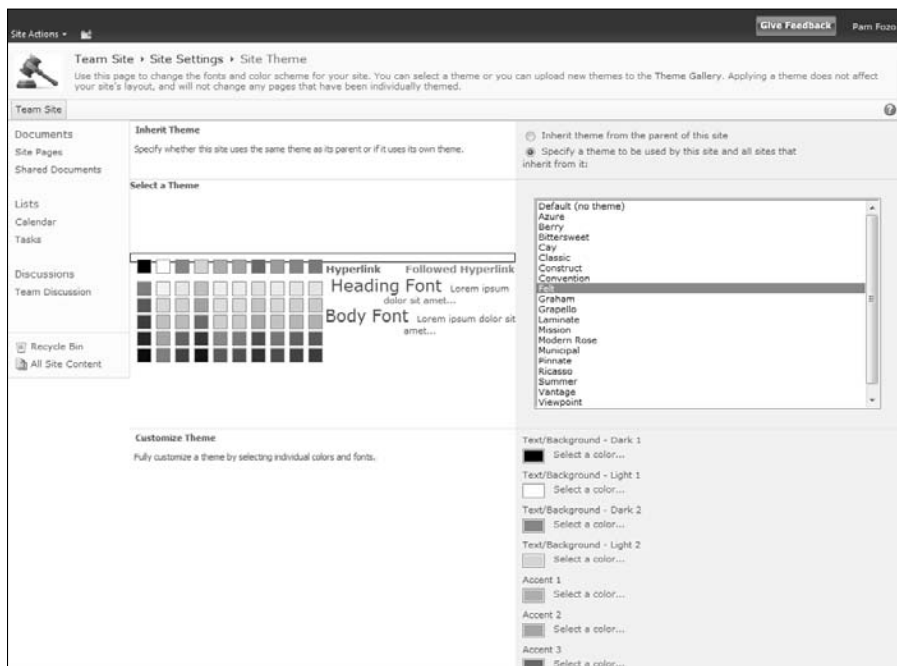 Site Actions
Give Feedback
Pam Fozo
Team Site › Site Settings › Site Theme
Use this page to change the fonts and color scheme for your site. You can select a theme or you can upload new themes to the Theme Gallery. Applying a theme does not affect
your site's layout, and will not change any pages that have been individually themed.
Team Site
Documents
Site Pages
Shared Documents
Lists
Calendar
Tasks
Discussions
Team Discussion
Recycle Bin
All Site Content
Inherit Theme
Specify whether this site uses the same theme as its parent or if it uses its own theme.
Inherit theme from the parent of this site
Specify a theme to be used by this site and all sites that
inherit from it:
Select a Theme
Hyperlink Followed Hyperlink
Heading Font Lorem ipsum
dolor sit amet...
Body Font Lorem ipsum dolor sit
amet...
Default (no theme)
Azure
Berry
Bittersweet
Cay
Classic
Construct
Convention
Felt
Graham
Grapello
Laminate
Mission
Modern Rose
Municipal
Pinnate
Ricasso
Summer
Vantage
Viewpoint
Customize Theme
Fully customize a theme by selecting individual colors and fonts.
Text/Background - Dark 1
Select a color...
Text/Background - Light 1
Select a color...
Text/Background - Dark 2
Select a color...
Text/Background - Light 2
Select a color...
Accent 1
Select a color...
Accent 2
Select a color...
Accent 3
Select a color...